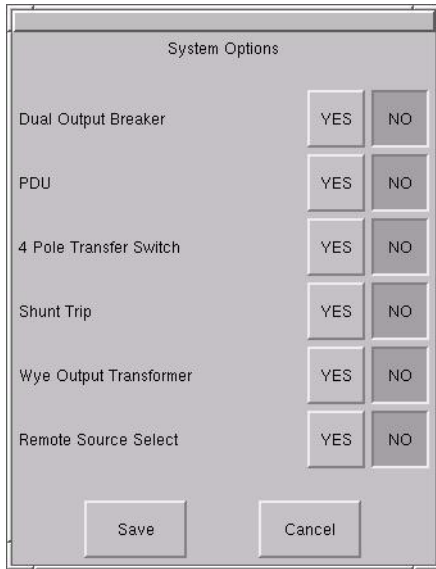 System Options
Dual Output Breaker YES NO
PDU YES NO
4 Pole Transfer Switch YES NO
Shunt Trip YES NO
Wye Output Transformer YES NO
Remote Source Select YES NO
Save Cancel